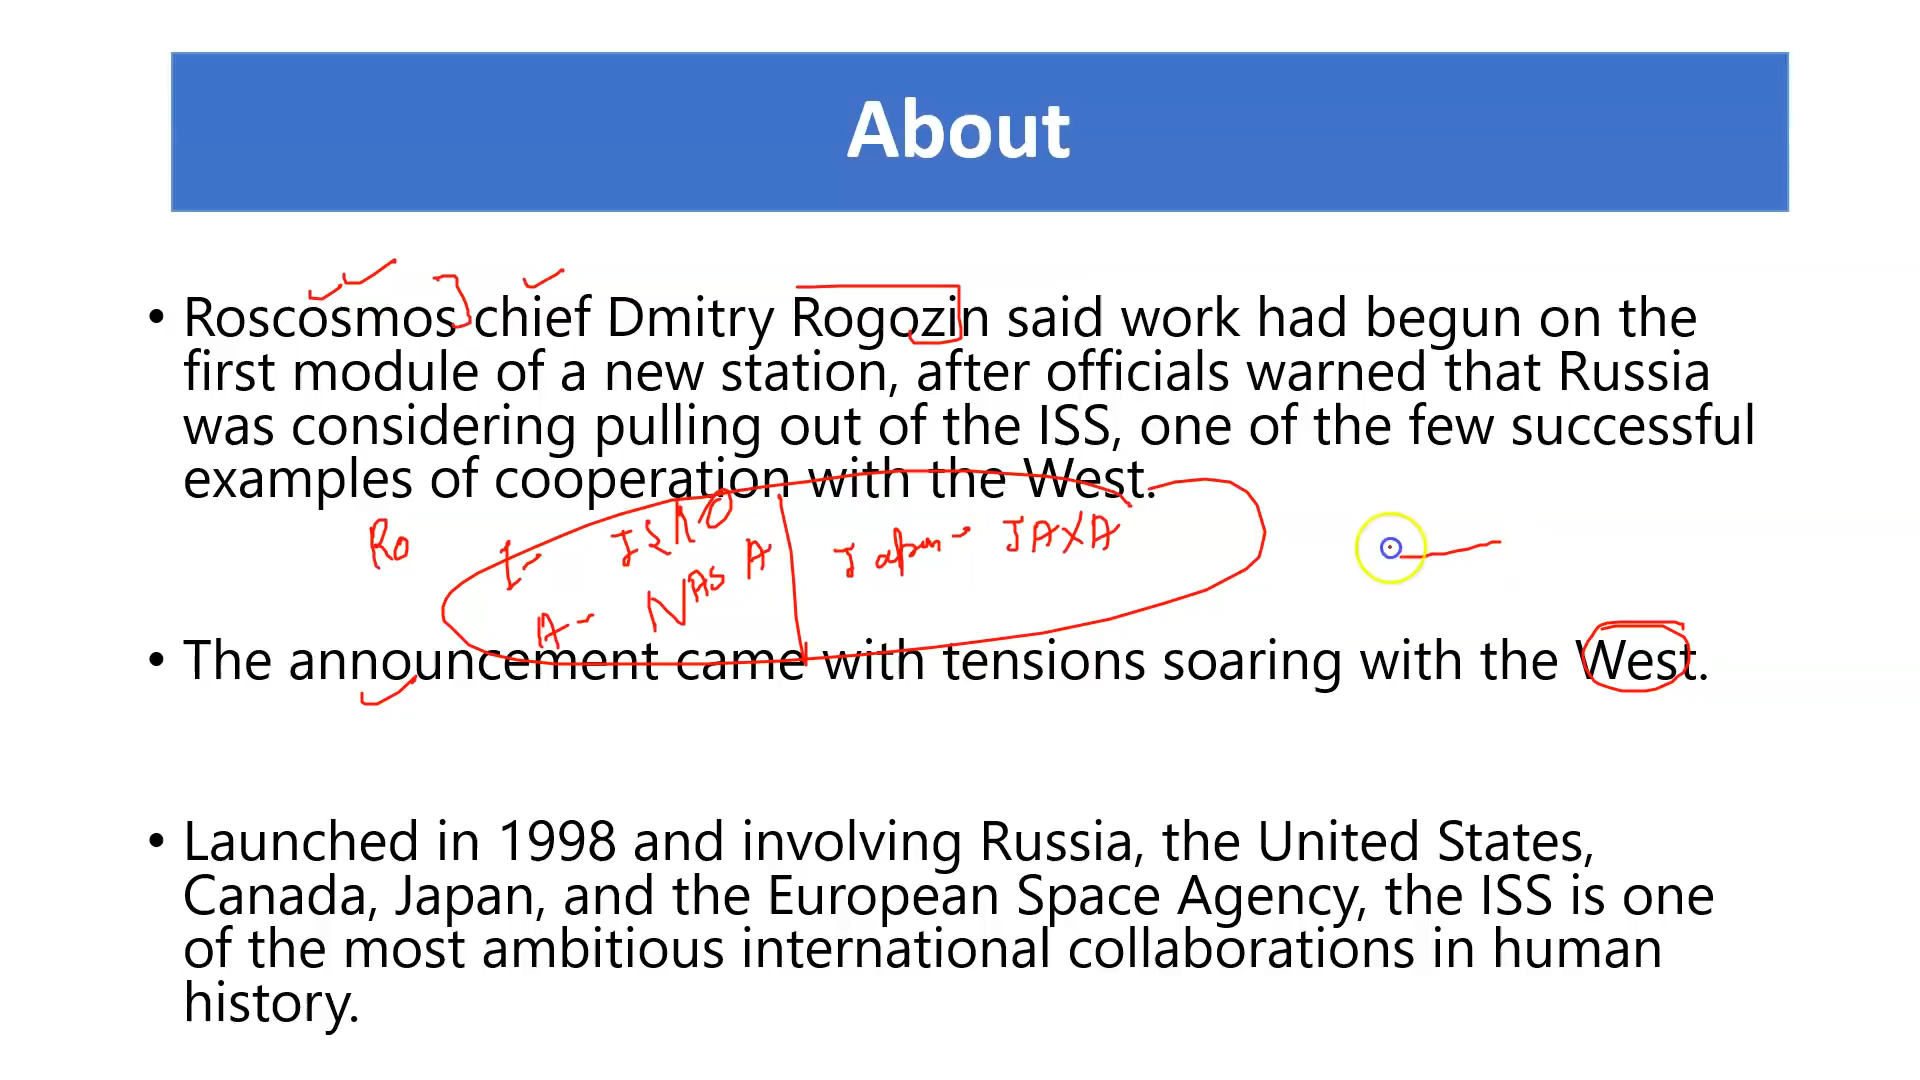 About
• Roscosmos chief Dmitry Rogozin said work had begun on the
first module of a new station, after officials warned that Russia
was considering pulling out of the ISS, one of the few successful
examples of cooperation with the West.
Ro I- ISRO Japan - JAXA
A- NASA
• The announcement came with tensions soaring with the West.
• Launched in 1998 and involving Russia, the United States,
Canada, Japan, and the European Space Agency, the ISS is one
of the most ambitious international collaborations in human
history.